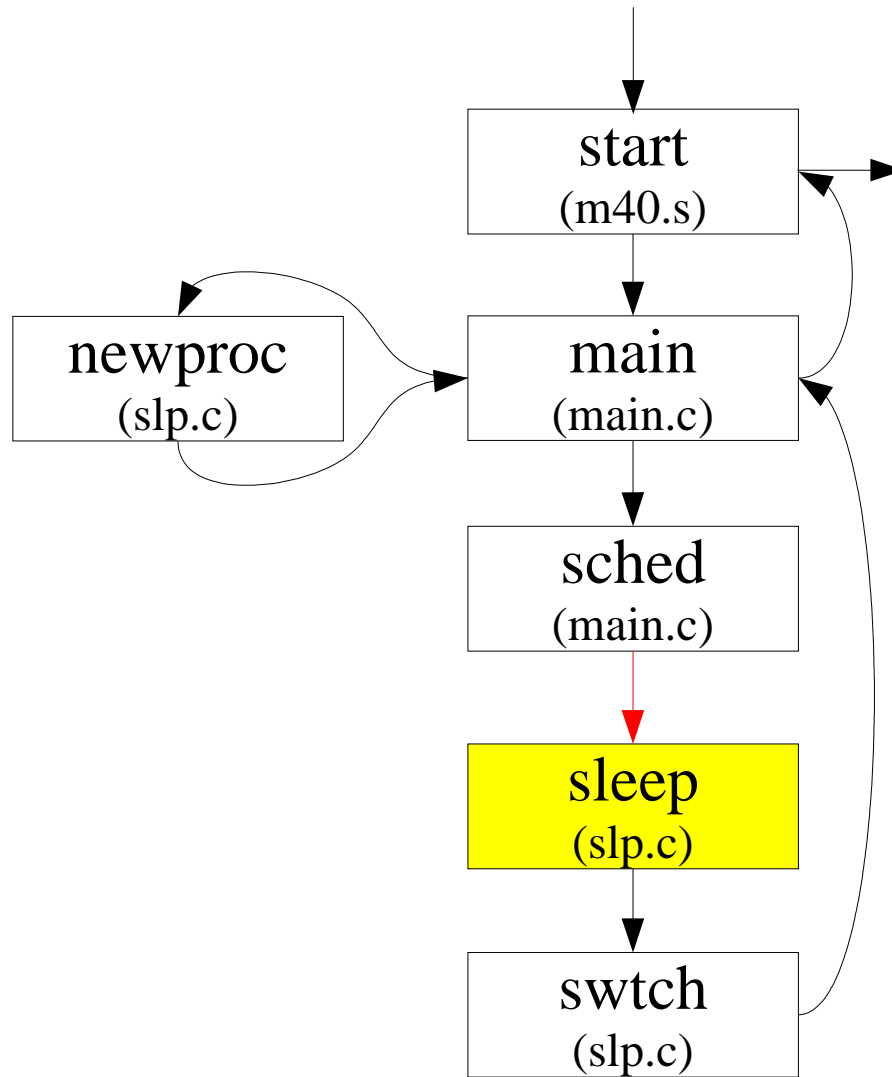 start
(m40.s)
newproc
(slp.c)
main
(main.c)
sched
(main.c)
sleep
(slp.c)
swtch
(slp.c)